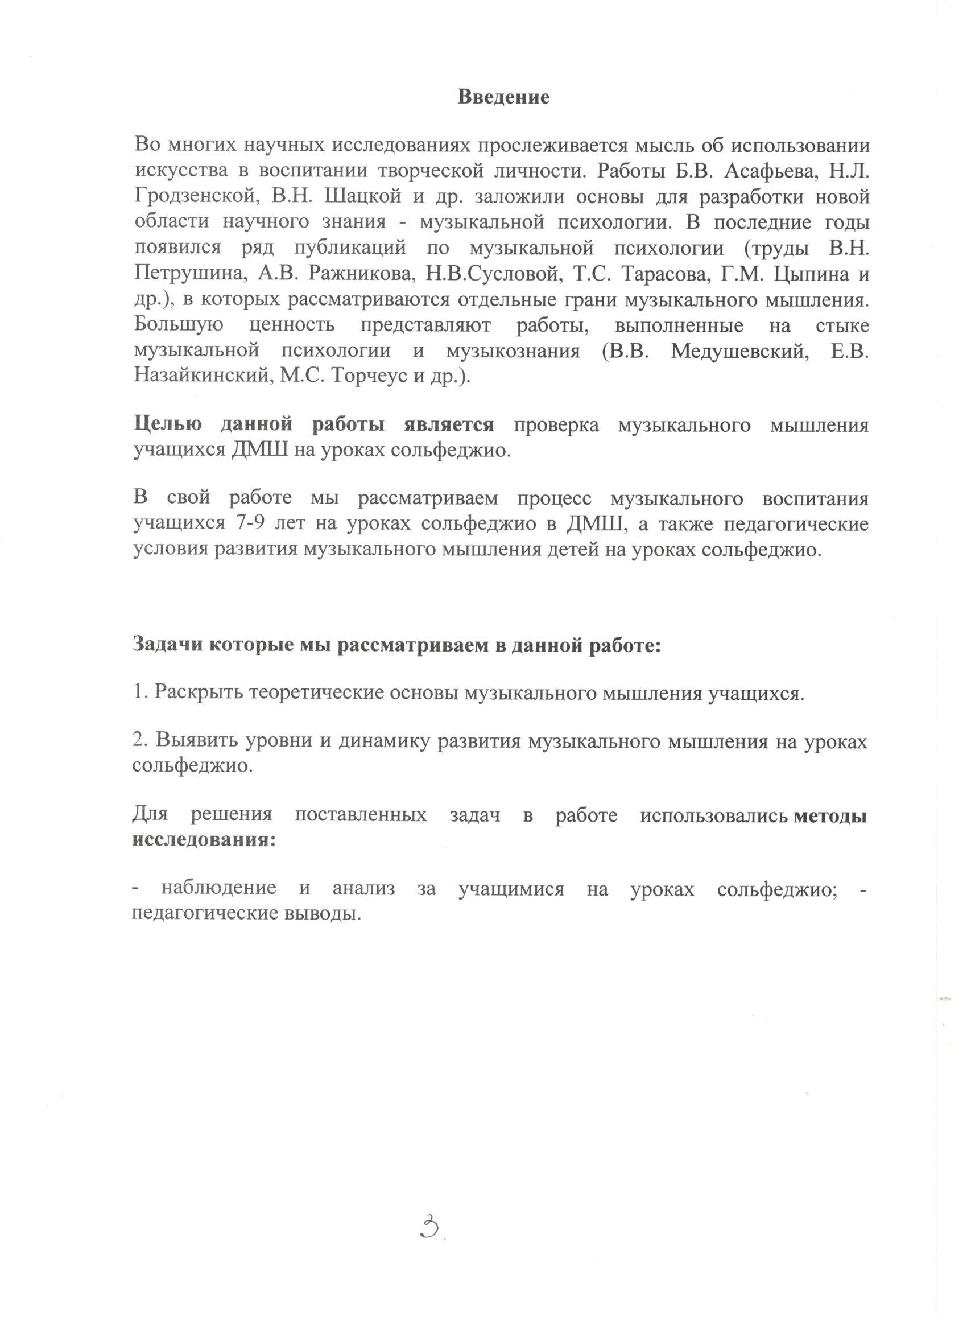 Введение
Во многих научных исследованиях прослеживается мысль об использовании
искусства в воспитании творческой личности. Работы Б.В. Асафьева, Н.Л.
Гродзенской, В.Н. Шацкой и др. заложили основы для разработки новой
области научного знания - музыкальной психологии. В последние годы
появился ряд публикаций по музыкальной психологии (труды В.Н.
Петрушина, А.В. Ражникова, Н.В.Сусловой, Т.С. Тарасова, Г.М. Цыпина и
др.), в которых рассматриваются отдельные грани музыкального мышления.
Большую ценность представляют работы, выполненные на стыке
музыкальной психологии и музыкознания (В.В. Медушевский, Е.В.
Назайкинский, М.С. Торчеус и др.).
Целью данной работы является проверка музыкального мышления
учащихся ДМШ на уроках сольфеджио.
В свой работе мы рассматриваем процесс музыкального воспитания
учащихся 7-9 лет на уроках сольфеджио в ДМШ, а также педагогические
условия развития музыкального мышления детей на уроках сольфеджио.
Задачи которые мы рассматриваем в данной работе:
1. Раскрыть теоретические основы музыкального мышления учащихся.
2. Выявить уровни и динамику развития музыкального мышления на уроках
сольфеджио.
Для решения поставленных задач в работе использовались методы
исследования:
- наблюдение и анализ за учащимися на уроках сольфеджио; -
педагогические выводы.
3